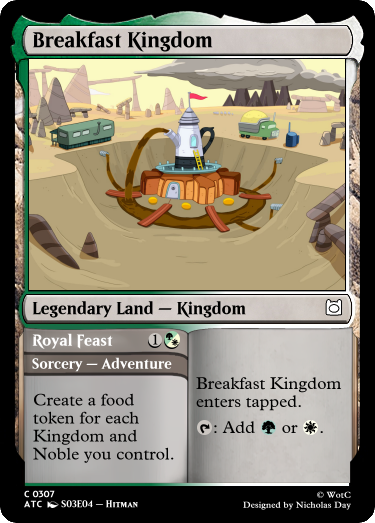 Breakfast Kingdom
Legendary Land — Kingdom
Royal Feast 1
Sorcery — Adventure
Create a food
token for each
Kingdom and
Noble you control.
Breakfast Kingdom
enters tapped.
: Add or .
C 0307
ATC S03E04 — Hitman
© WotC
Designed by Nicholas Day